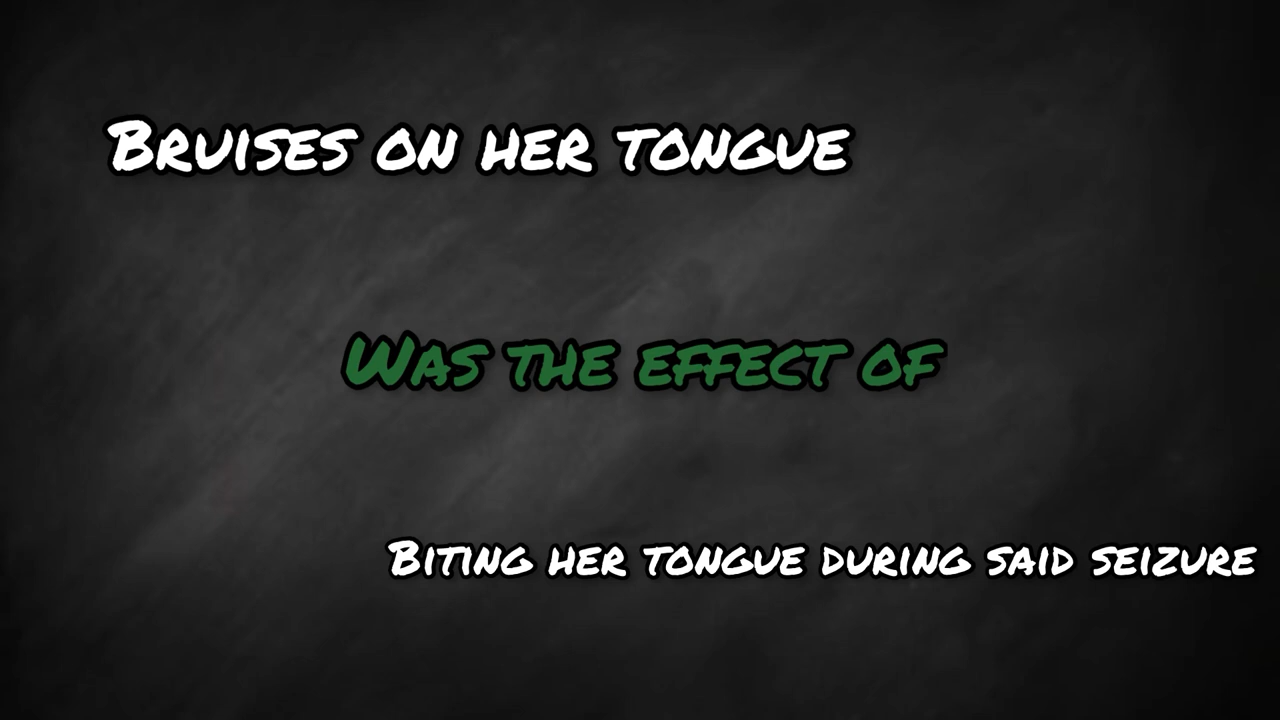 Bruises on her tongue
Was the effect of
Biting her tongue during said seizure